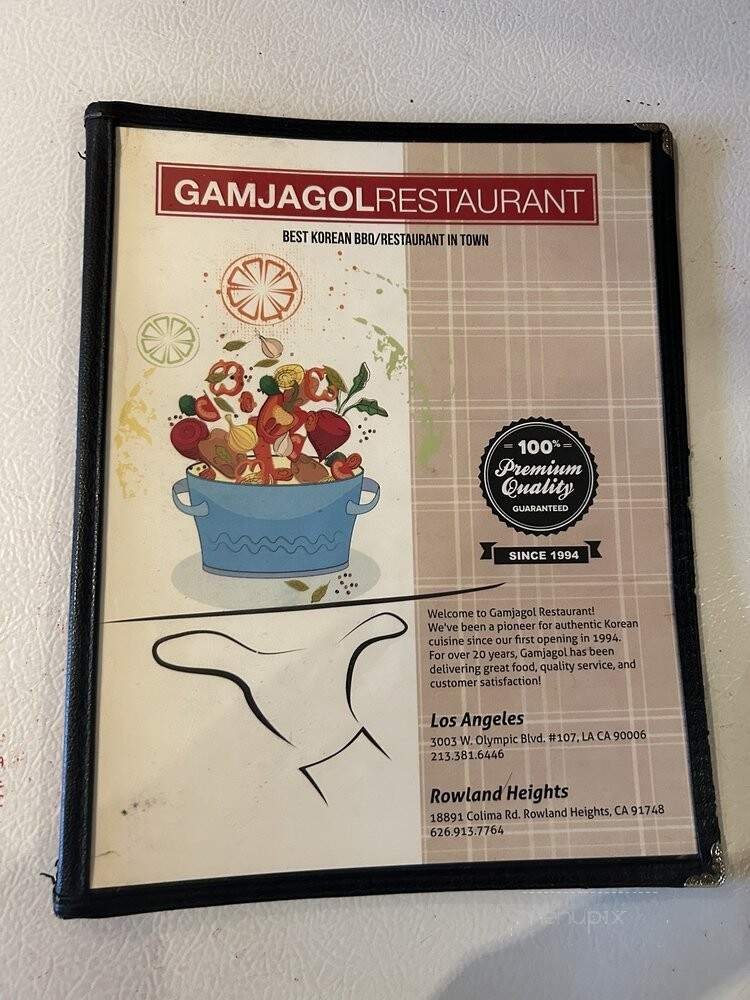 GAMJAGOLRESTAURANT
BEST KOREAN BBQ/RESTAURANT IN TOWN
100%
Premium
Quality
GUARANTEED
SINCE 1994
Welcome to Gamjagol Restaurant!
We've been a pioneer for authentic Korean
cuisine since our first opening in 1994.
For over 20 years, Gamjagol has been
delivering great food, quality service, and
customer satisfaction!
Los Angeles
3003 W. Olympic Blvd. #107, LA CA 90006
213.381.6446
Rowland Heights
18891 Colima Rd. Rowland Heights, CA 91748
626.913.7764
menupix